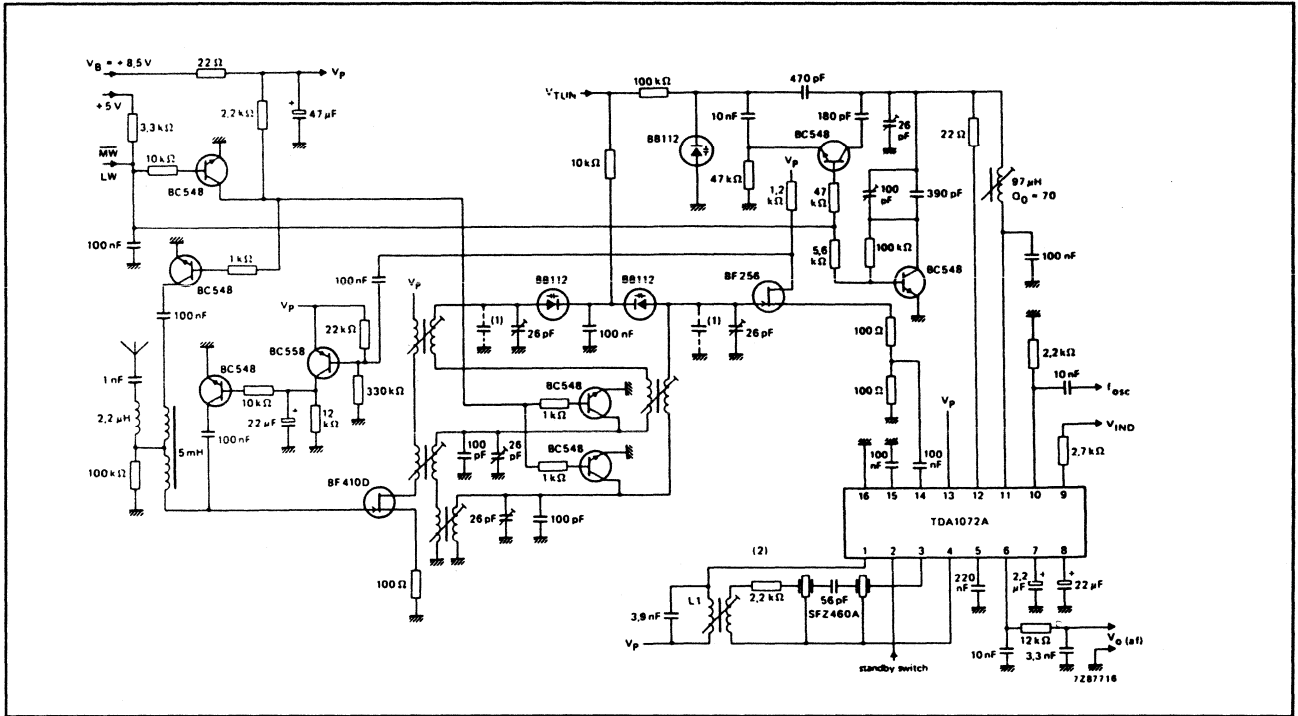 V_B = +8,5 V
22 Ω
V_P
+5 V
2,2 kΩ
+
47 µF
3,3 kΩ
M̅W̅
LW
10 kΩ
BC548
100 nF
1 kΩ
BC548
100 nF
V_P
22 kΩ
BC558
BC548
1 nF
2,2 µH
10 kΩ
22 µF
+
12 kΩ
330 kΩ
100 nF
5 mH
100 kΩ
BF410D
100 Ω
100 nF
V_P
(1)
26 pF
BB112
100 nF
BB112
(1)
26 pF
BF256
BC548
1 kΩ
BC548
1 kΩ
100 pF
26 pF
26 pF
100 pF
V_TLIN
100 kΩ
470 pF
10 nF
180 pF
26 pF
BB112
BC548
10 kΩ
47 kΩ
V_P
1,2 kΩ
47 kΩ
100 pF
390 pF
5,6 kΩ
100 kΩ
BC548
22 Ω
97 µH
Q_0 = 70
100 nF
100 Ω
100 Ω
2,2 kΩ
10 nF
f_osc
V_P
V_IND
2,7 kΩ
100 nF
100 nF
16 15 14 13 12 11 10 9
TDA1072A
1 2 3 4 5 6 7 8
(2)
3,9 nF
L1
2,2 kΩ
56 pF
SFZ460A
V_P
standby switch
220 nF
2,2 µF
+
22 µF
+
12 kΩ
10 nF
3,3 nF
V_o (af)
7Z87716